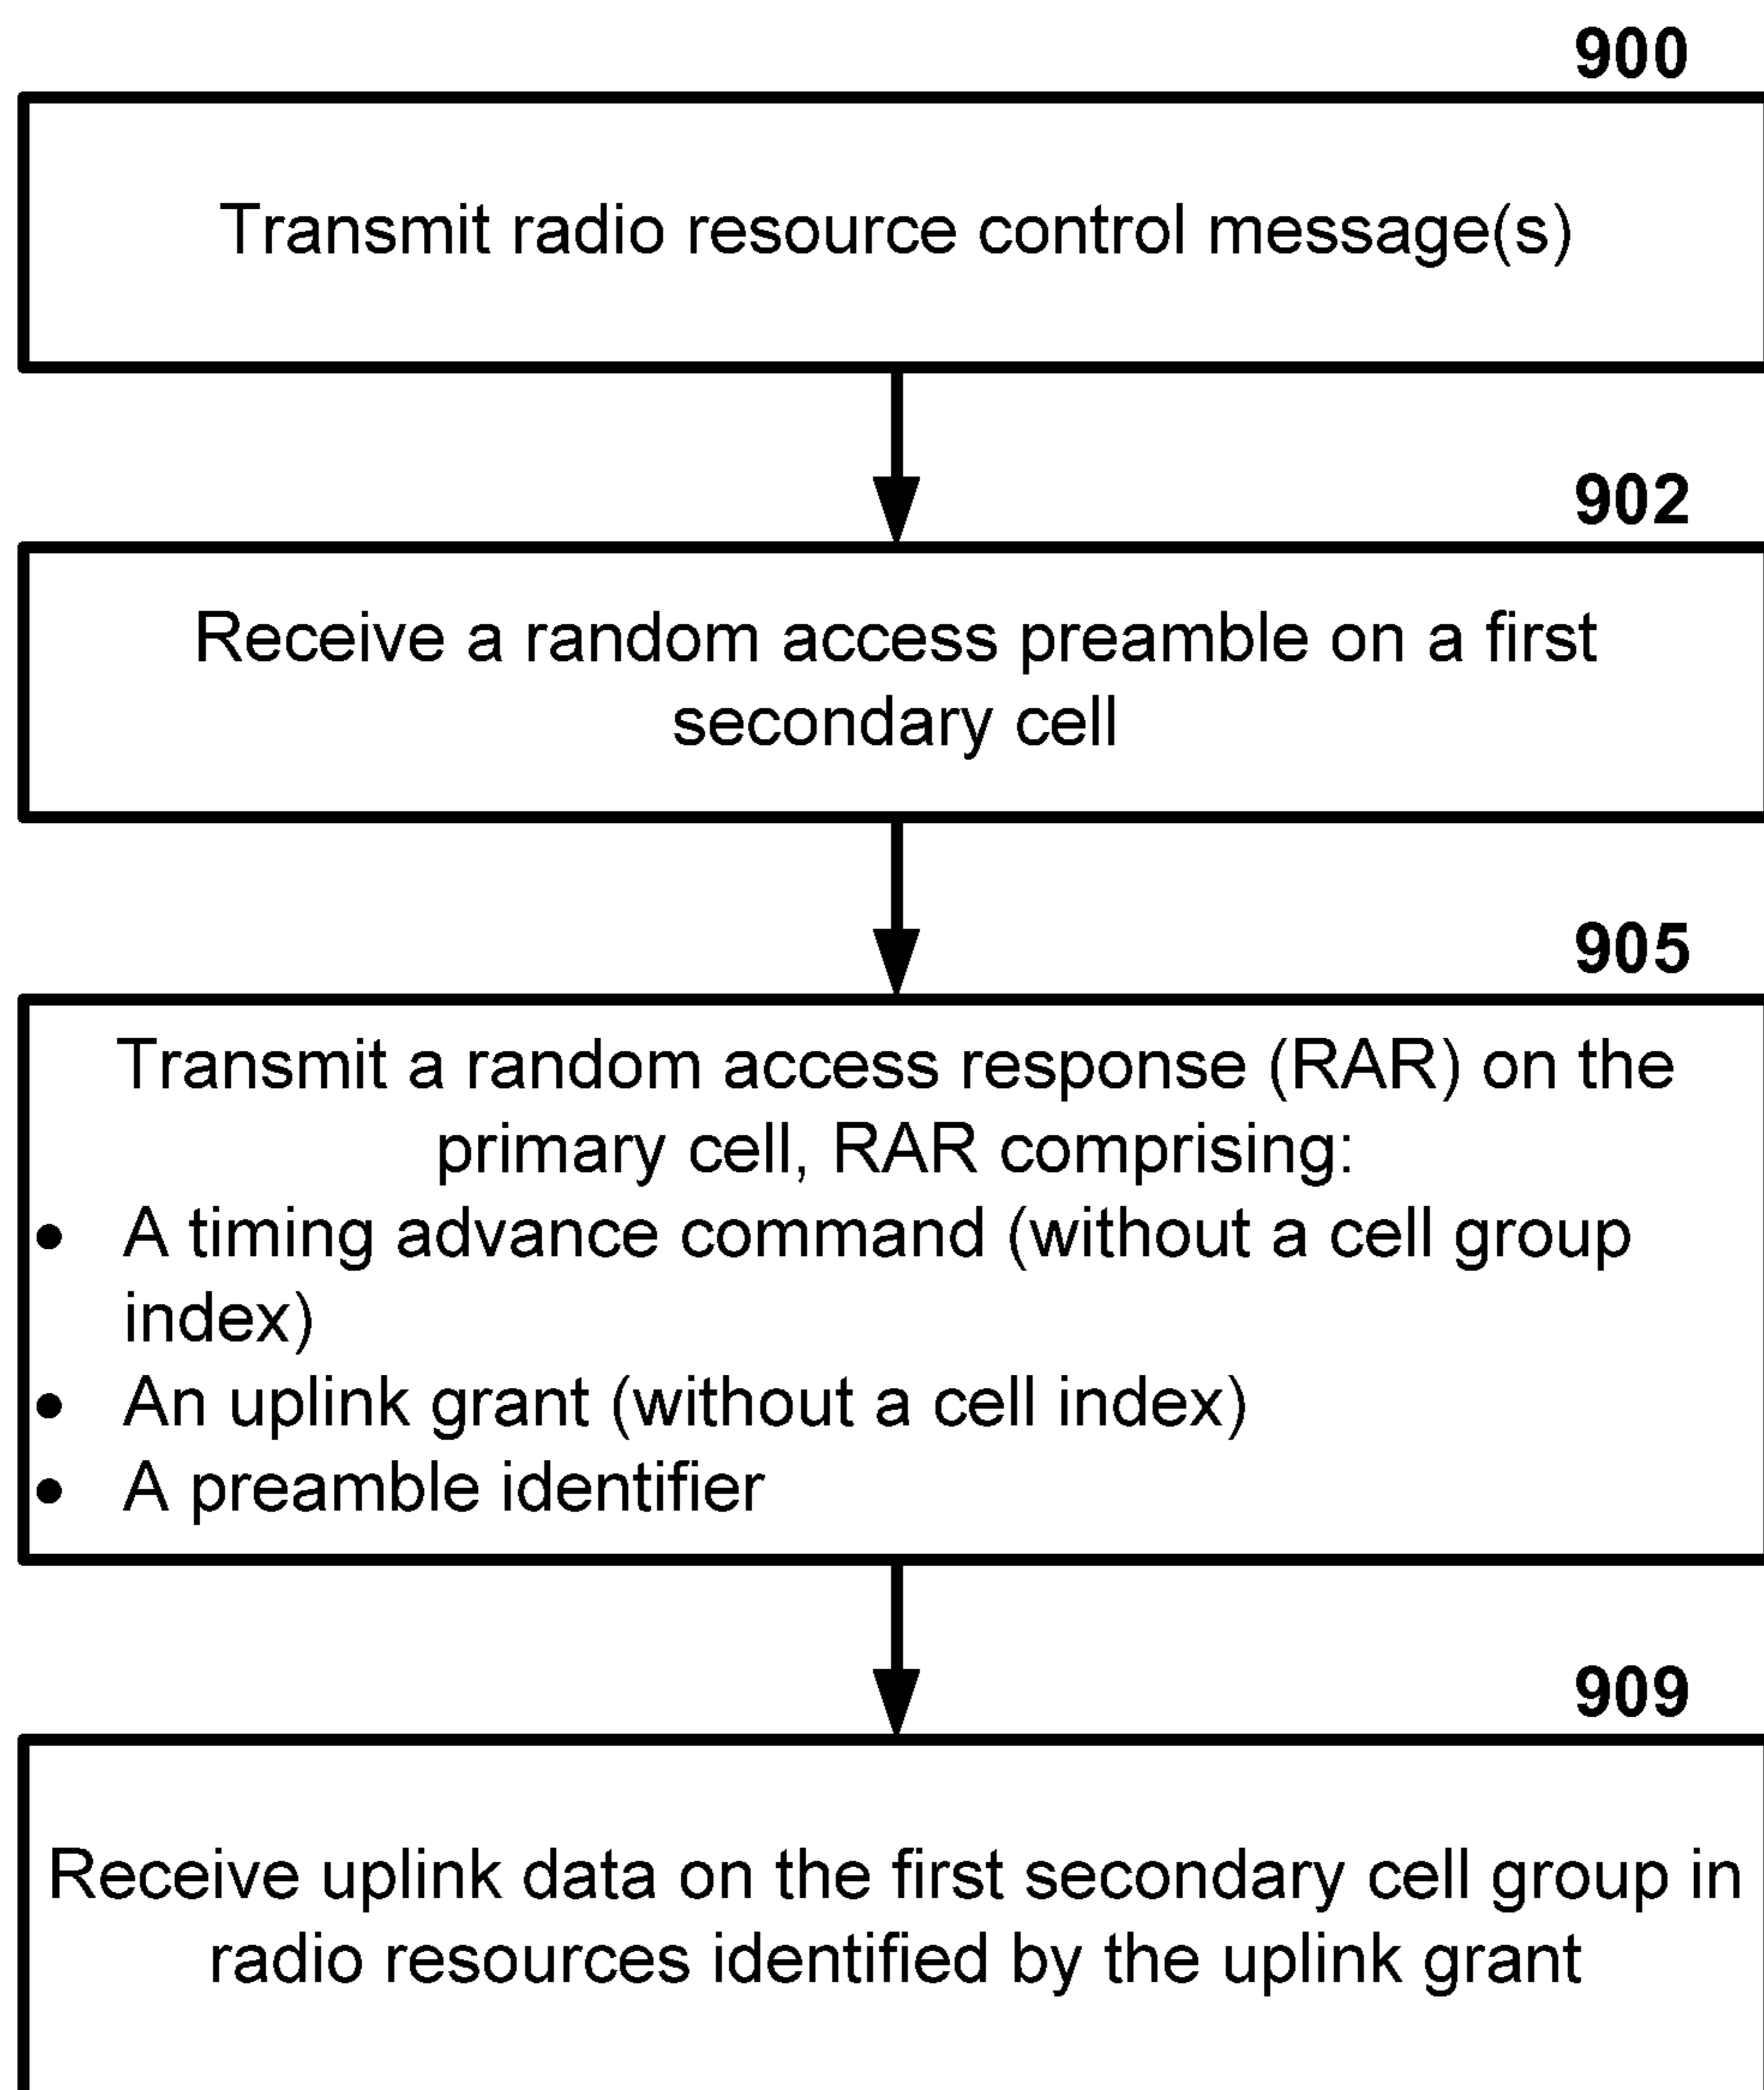 900
Transmit radio resource control message(s)
902
Receive a random access preamble on a first
secondary cell
905
Transmit a random access response (RAR) on the
primary cell, RAR comprising:
• A timing advance command (without a cell group
index)
• An uplink grant (without a cell index)
• A preamble identifier
909
Receive uplink data on the first secondary cell group in
radio resources identified by the uplink grant